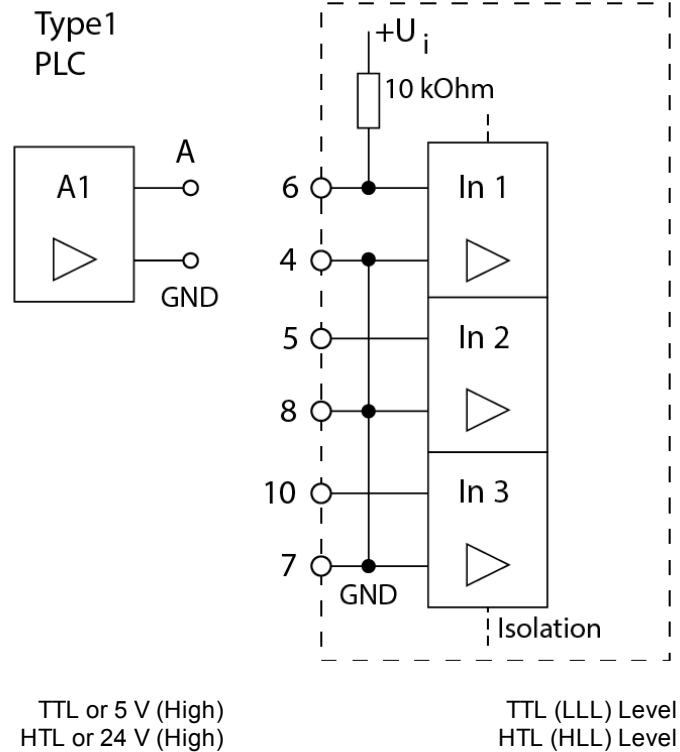 Type1
PLC
A1
A
GND
+U i
10 kOhm
6
In 1
4
5
In 2
8
10
In 3
7
GND
Isolation
TTL or 5 V (High)
HTL or 24 V (High)
TTL (LLL) Level
HTL (HLL) Level